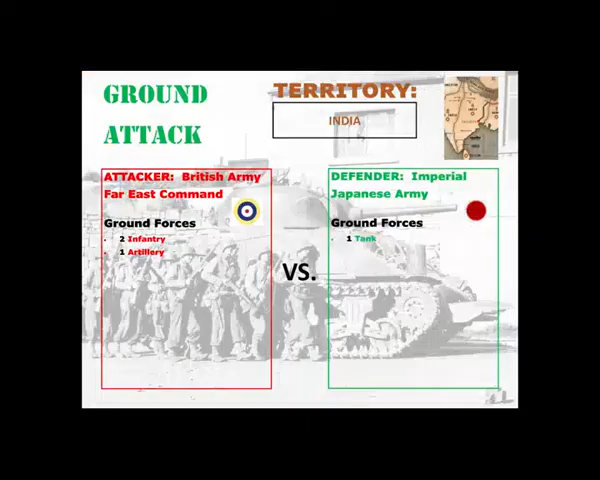 GROUND
ATTACK
TERRITORY:
INDIA
ATTACKER: British Army
Far East Command
Ground Forces
2 Infantry
1 Artillery
VS.
DEFENDER: Imperial
Japanese Army
Ground Forces
1 Tank